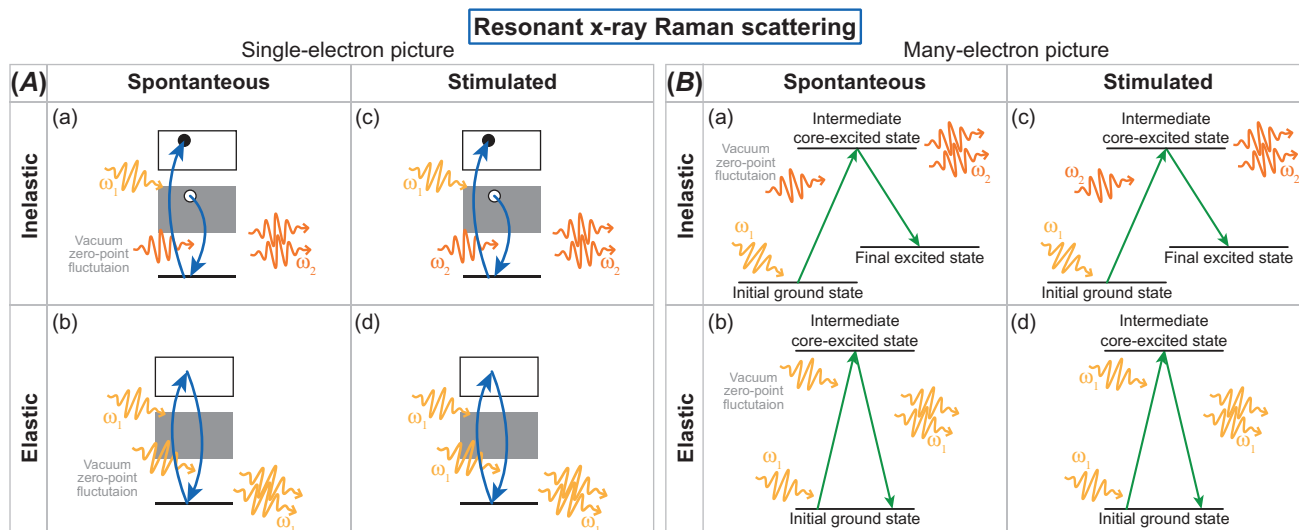 Resonant x-ray Raman scattering
Single-electron picture
Many-electron picture
(A)
Spontaneous
Stimulated
(B)
Spontaneous
Stimulated
Inelastic
(a)
ω1
Vacuum
zero-point
fluctutaion
ω2
(c)
ω1
ω2
ω2
Inelastic
(a)
Intermediate
core-excited state
Vacuum
zero-point
fluctutaion
ω2
ω1
Final excited state
Initial ground state
(c)
Intermediate
core-excited state
ω2
ω2
ω1
Final excited state
Initial ground state
Elastic
(b)
ω1
Vacuum
zero-point
fluctutaion
ω1
(d)
ω1
ω1
ω1
Elastic
(b)
Intermediate
core-excited state
Vacuum
zero-point
fluctutaion
ω1
ω1
Initial ground state
(d)
Intermediate
core-excited state
ω1
ω1
ω1
Initial ground state